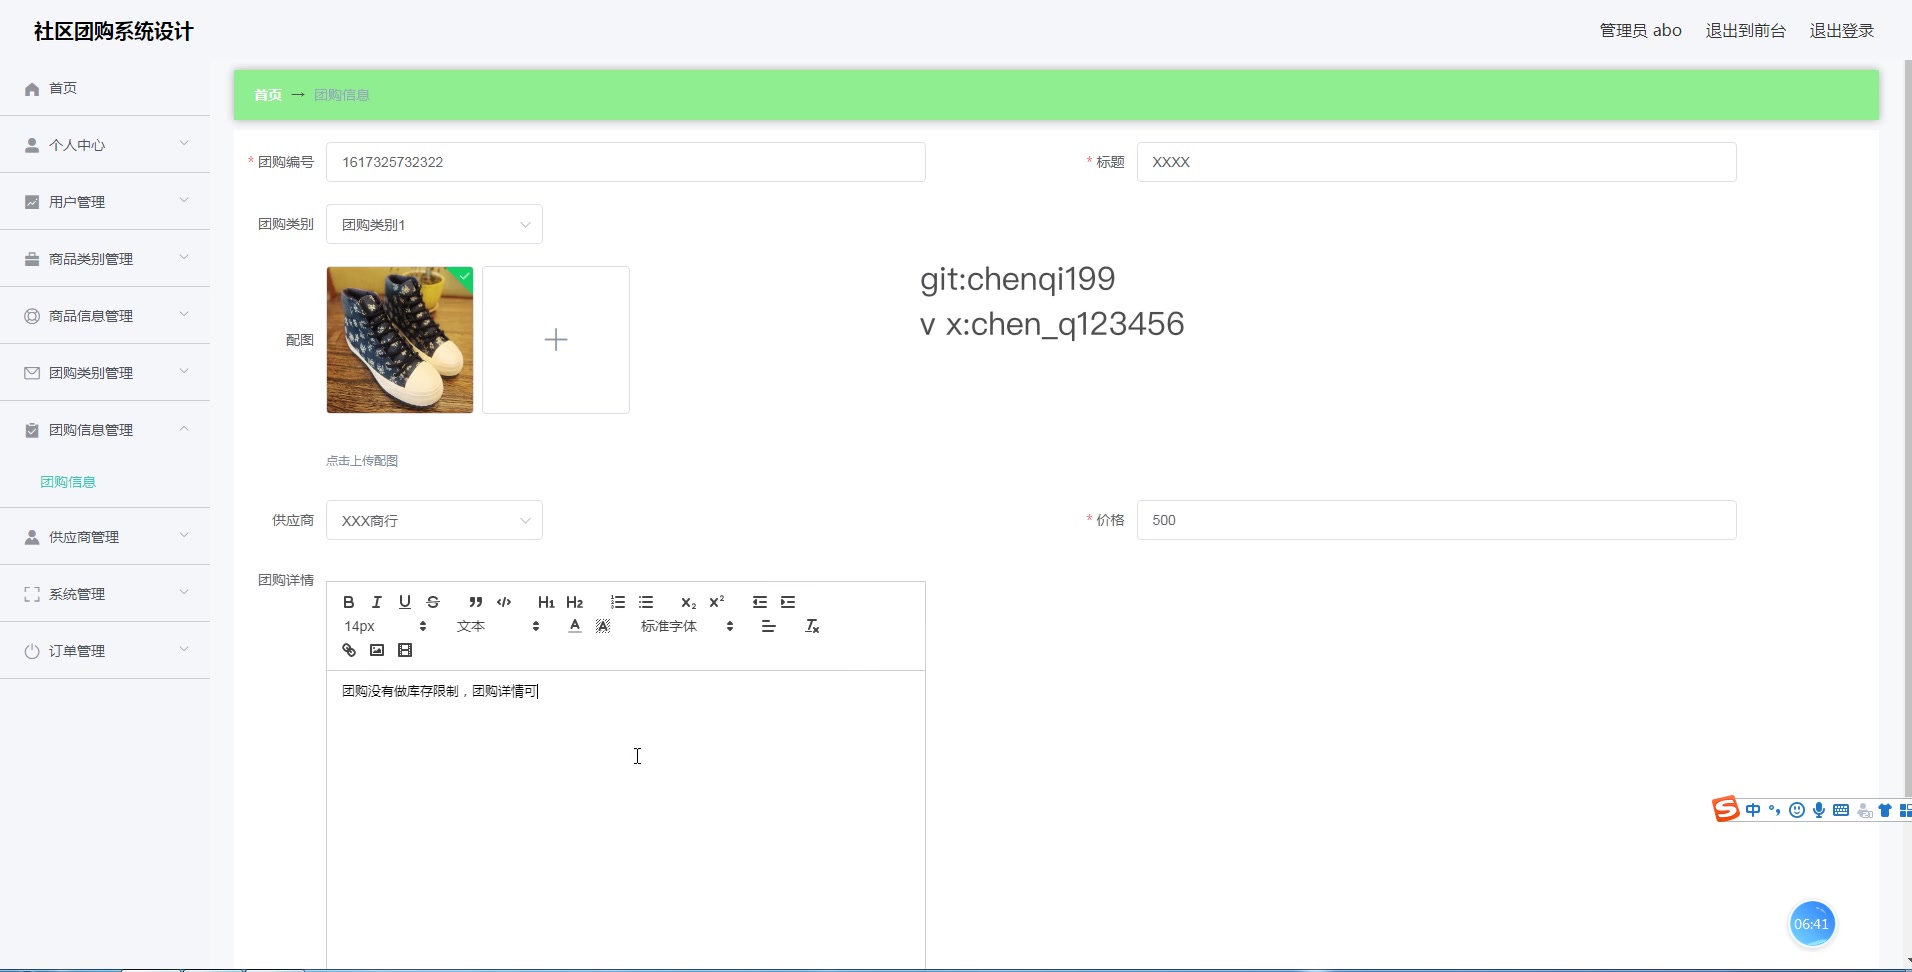 社区团购系统设计
管理员 abo 退出到前台 退出登录
首页
个人中心
用户管理
商品类别管理
商品信息管理
团购类别管理
团购信息管理
团购信息
供应商管理
系统管理
订单管理
首页 → 团购信息
* 团购编号 1617325732322
* 标题 XXXX
团购类别 团购类别1
配图
git:chenqi199
v x:chen_q123456
点击上传配图
供应商 XXX商行
* 价格 500
团购详情
B I U S H1 H2 X2 X2
14px 文本 A A 标准字体 Tx
团购没有做库存限制，团购详情可
S 中
06:41